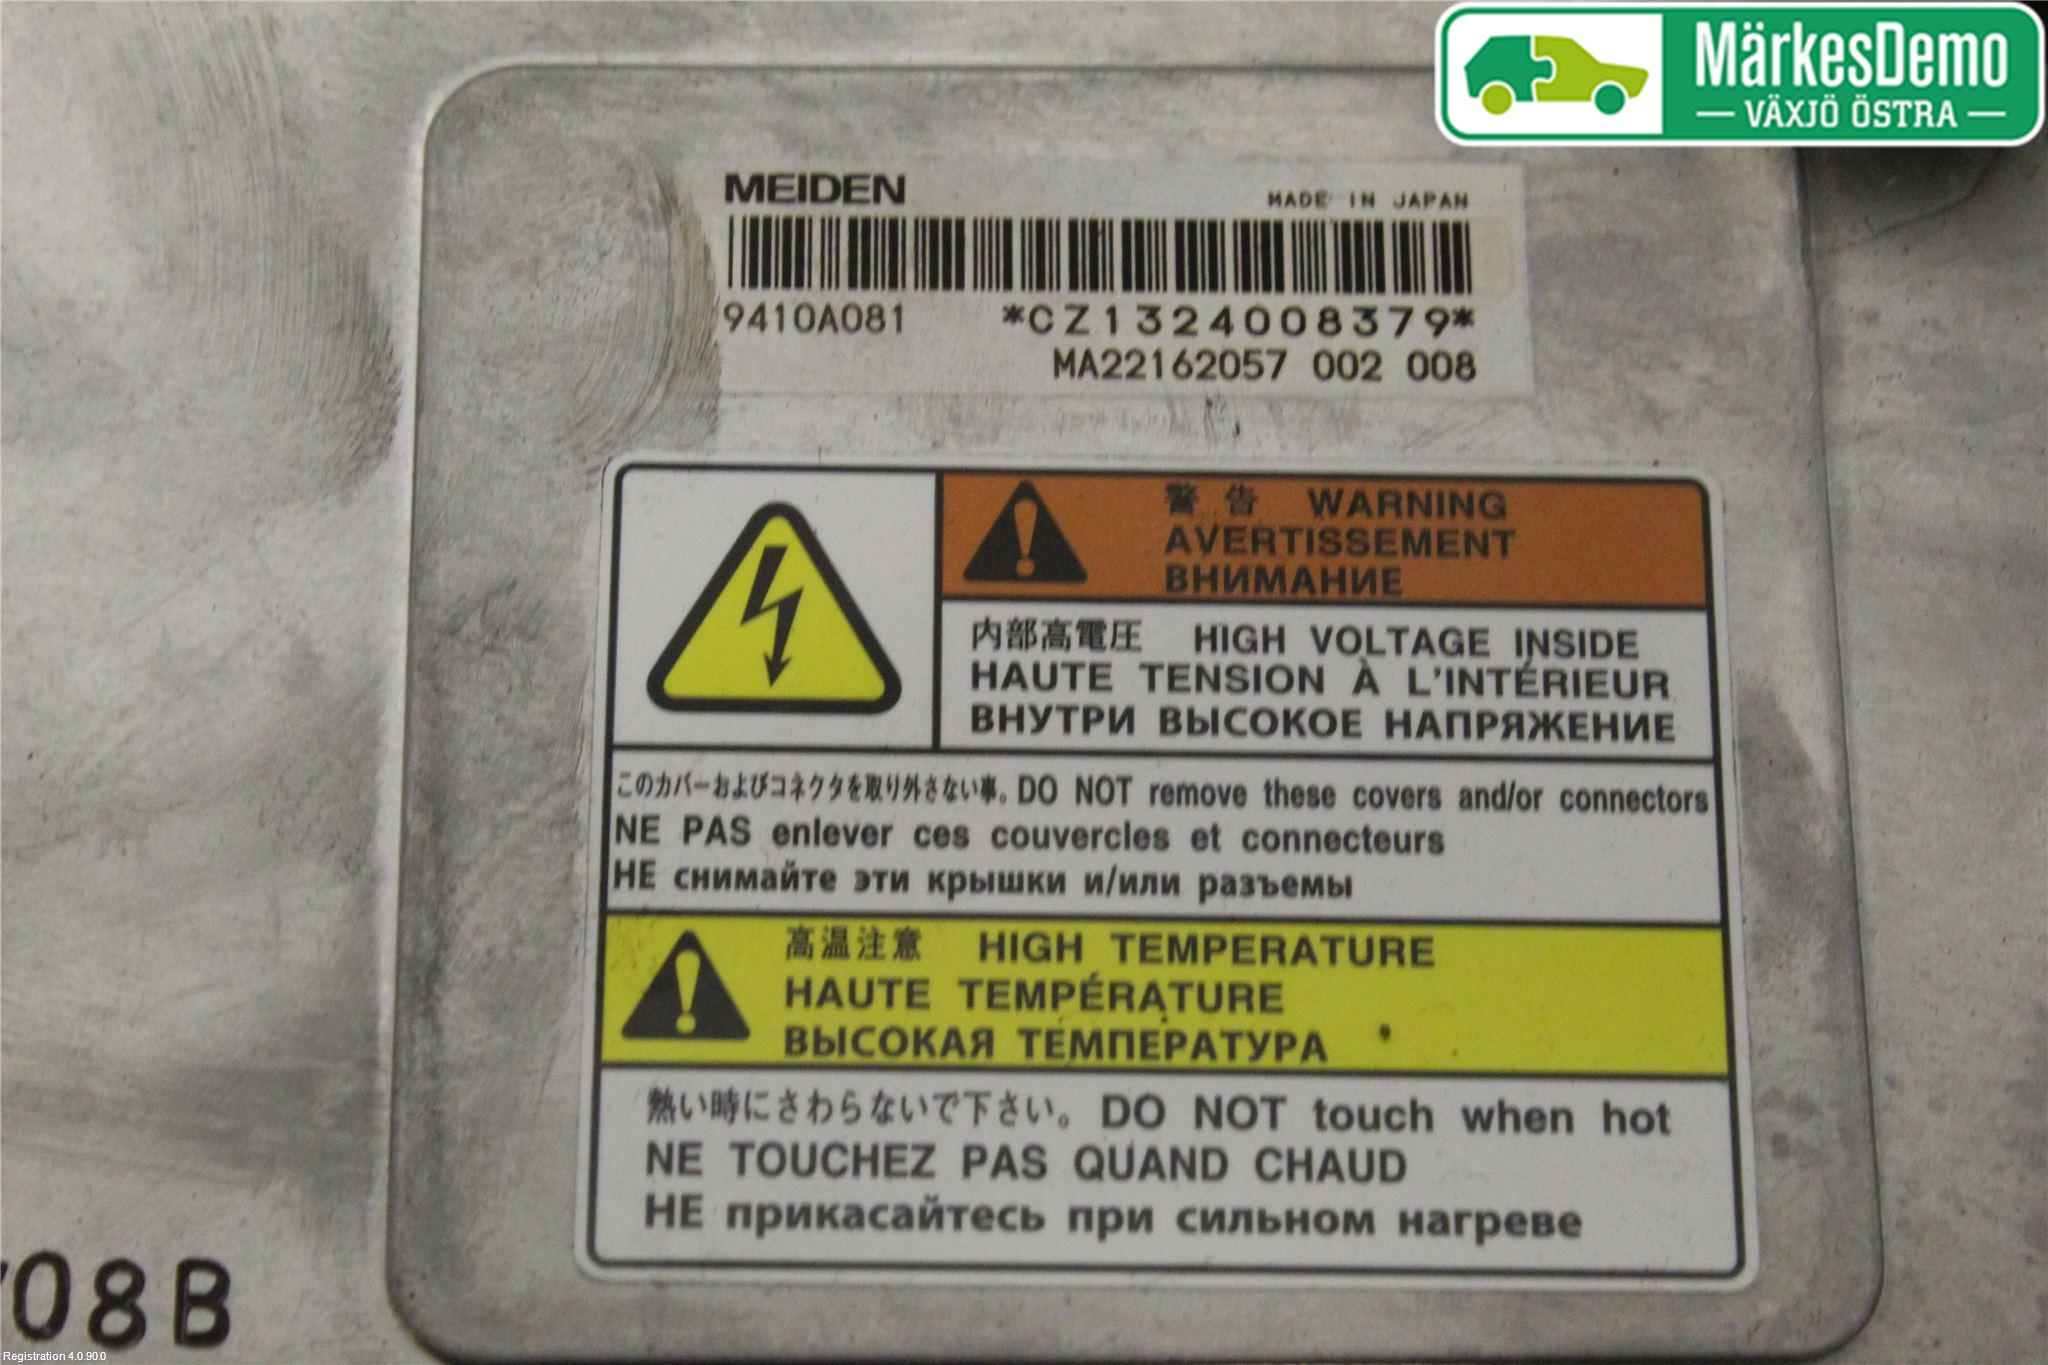 MärkesDemo
VÄXJÖ ÖSTRA
MEIDEN MADE IN JAPAN
9410A081 *CZ1324008379*
MA22162057 002 008
警告 WARNING
AVERTISSEMENT
ВНИМАНИЕ
内部高電圧 HIGH VOLTAGE INSIDE
HAUTE TENSION À L'INTÉRIEUR
ВНУТРИ ВЫСОКОЕ НАПРЯЖЕНИЕ
このカバーおよびコネクタを取り外さない事。DO NOT remove these covers and/or connectors
NE PAS enlever ces couvercles et connecteurs
НЕ снимайте эти крышки и/или разъемы
高温注意 HIGH TEMPERATURE
HAUTE TEMPÉRATURE
ВЫСОКАЯ ТЕМПЕРАТУРА
熱い時にさわらないで下さい。DO NOT touch when hot
NE TOUCHEZ PAS QUAND CHAUD
НЕ прикасайтесь при сильном нагреве
08B
Registration 4.0.90.0